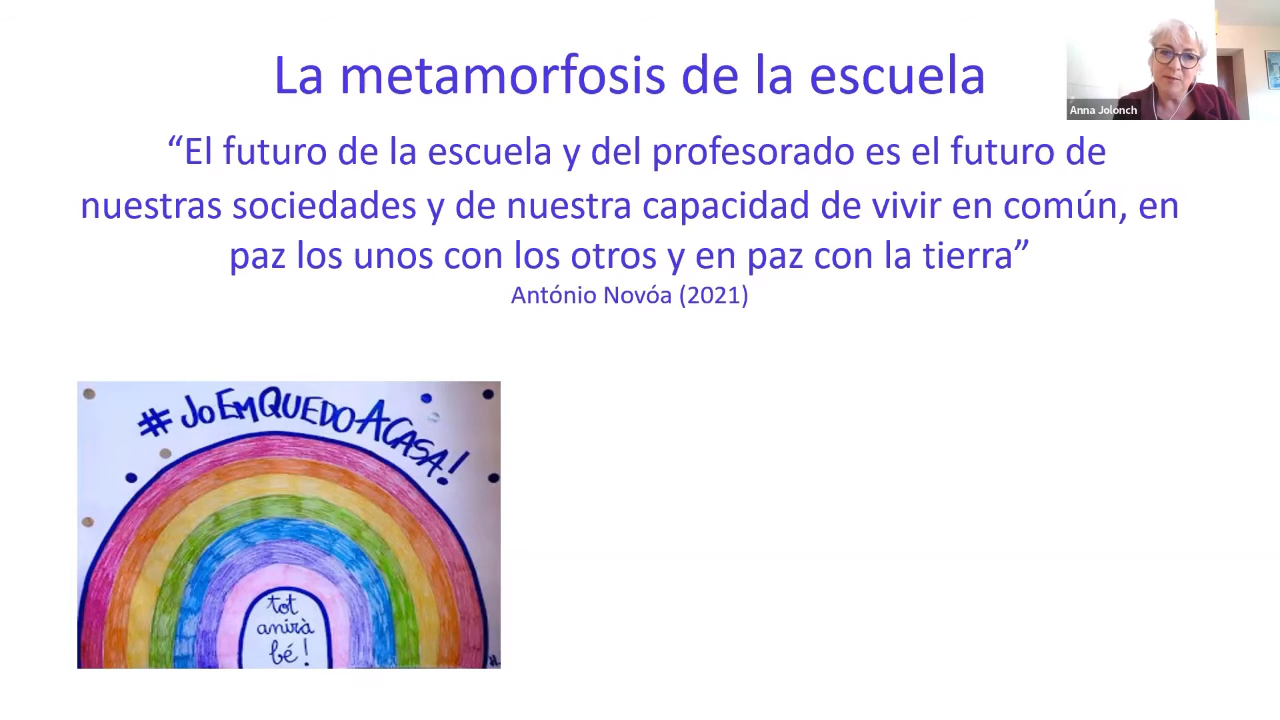 La metamorfosis de la escuela
Anna Jolonch
“El futuro de la escuela y del profesorado es el futuro de
nuestras sociedades y de nuestra capacidad de vivir en común, en
paz los unos con los otros y en paz con la tierra”
António Novóa (2021)
#JoEmQUEDOACASA!
tot
anirà
bé!